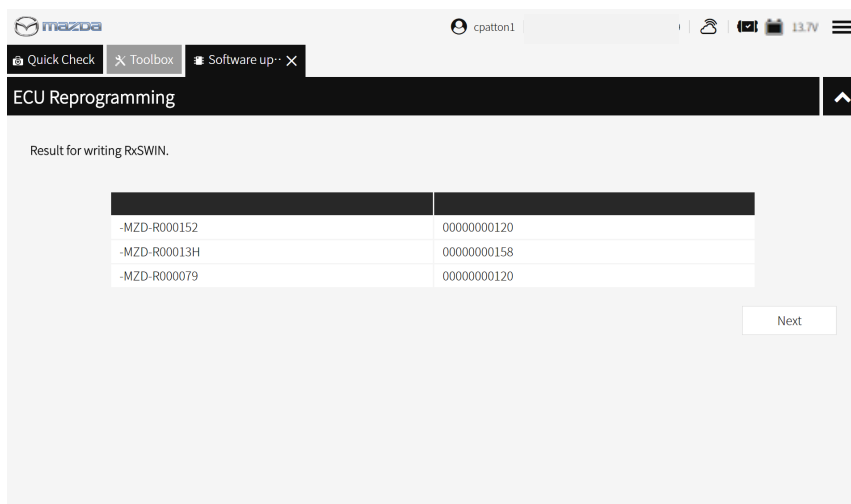 mazda
cpatton1
13.7V
Quick Check
Toolbox
Software up··
ECU Reprogramming
Result for writing RxSWIN.
-MZD-R000152 00000000120
-MZD-R00013H 00000000158
-MZD-R000079 00000000120
Next